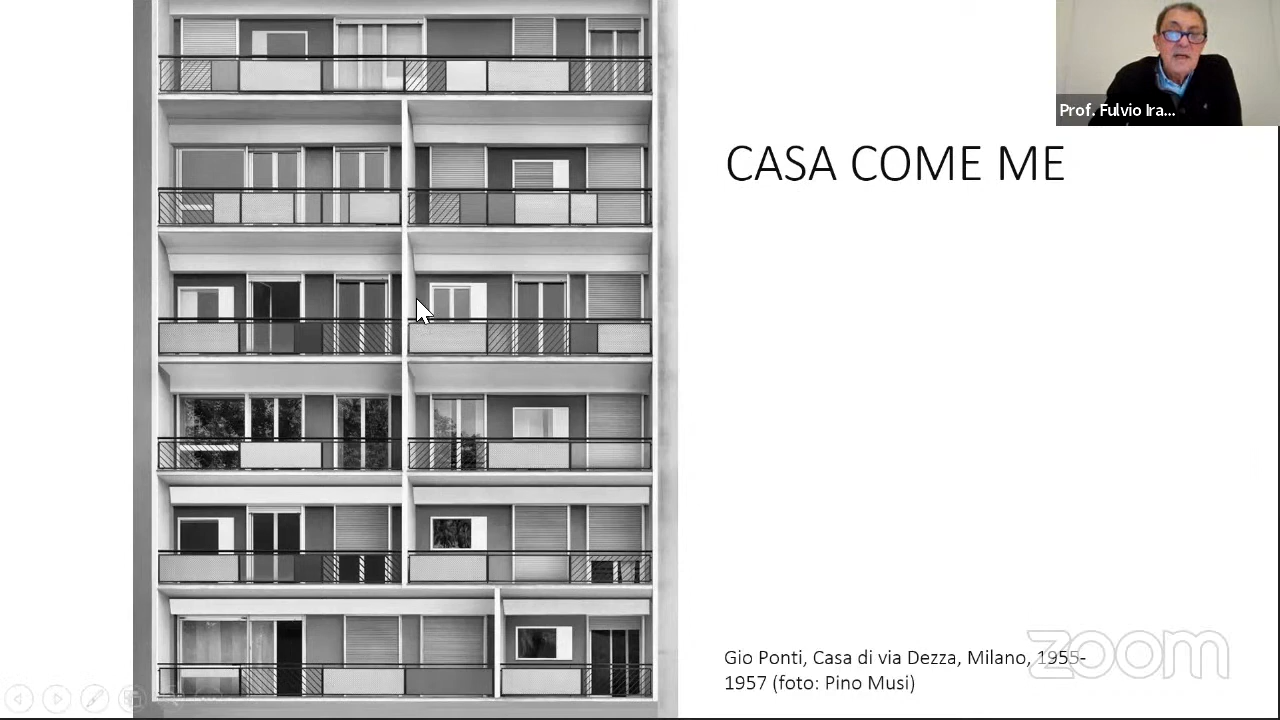 Prof. Fulvio Ira...
CASA COME ME
Gio Ponti, Casa di via Dezza, Milano, 1955-
1957 (foto: Pino Musi)
zoom